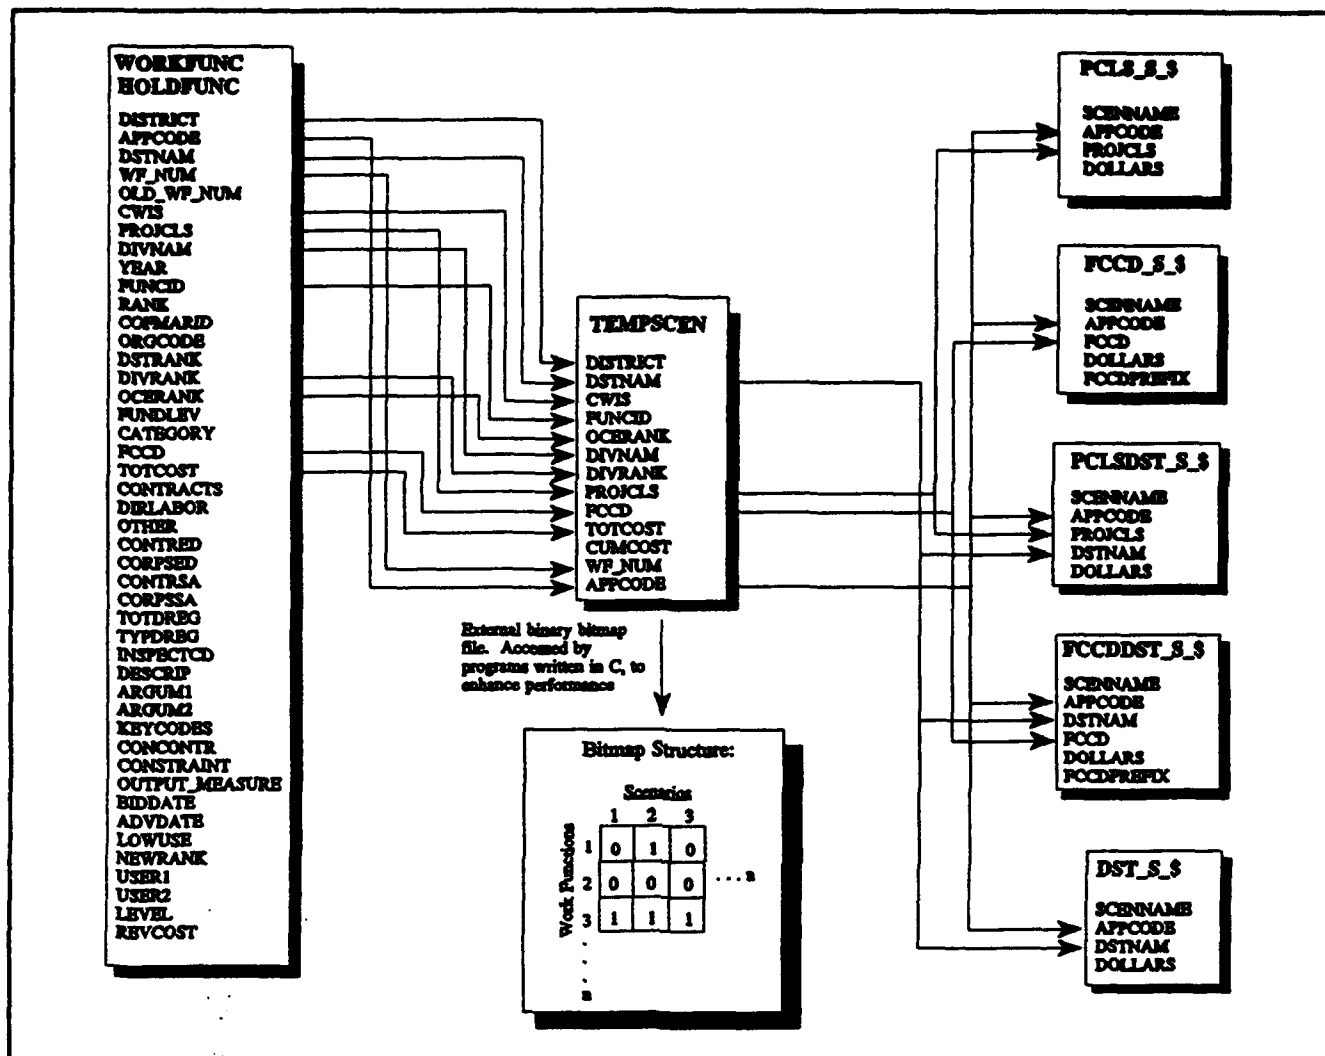 WORKFUNC
HOLDFUNC
DISTRICT
APPCODE
DSTNAM
WF_NUM
OLD_WF_NUM
CWIS
PROJCLS
DIVNAM
YEAR
FUNCID
RANK
COFMARID
ORGCODE
DSTRANK
DIVRANK
OCERANK
FUNDLEV
CATEGORY
FCCD
TOTCOST
CONTRACTS
DIRLABOR
OTHER
CONTRED
CORPSED
CONTRSA
CORPSSA
TOTDREG
TYPDREG
INSPECTCD
DESCRIP
ARGUM1
ARGUM2
KEYCODES
CONCONTR
CONSTRAINT
OUTPUT_MEASURE
BIDDATE
ADVDATE
LOWUSE
NEWRANK
USER1
USER2
LEVEL
REVCOST
TEMPSCEN
DISTRICT
DSTNAM
CWIS
FUNCID
OCERANK
DIVNAM
DIVRANK
PROJCLS
FCCD
TOTCOST
CUMCOST
WF_NUM
APPCODE
External binary bitmap
file. Accessed by
programs written in C, to
enhance performance
Bitmap Structure:
Scenarios
1 2 3
Work Functions
1 0 1 0
2 0 0 0 . . . n
3 1 1 1
.
.
.
n
PCLS_S_$
SCENNAME
APPCODE
PROJCLS
DOLLARS
FCCD_S_$
SCENNAME
APPCODE
FCCD
DOLLARS
FCCDPREFIX
PCLSDST_S_$
SCENNAME
APPCODE
PROJCLS
DSTNAM
DOLLARS
FCCDDST_S_$
SCENNAME
APPCODE
DSTNAM
FCCD
DOLLARS
FCCDPREFIX
DST_S_$
SCENNAME
APPCODE
DSTNAM
DOLLARS